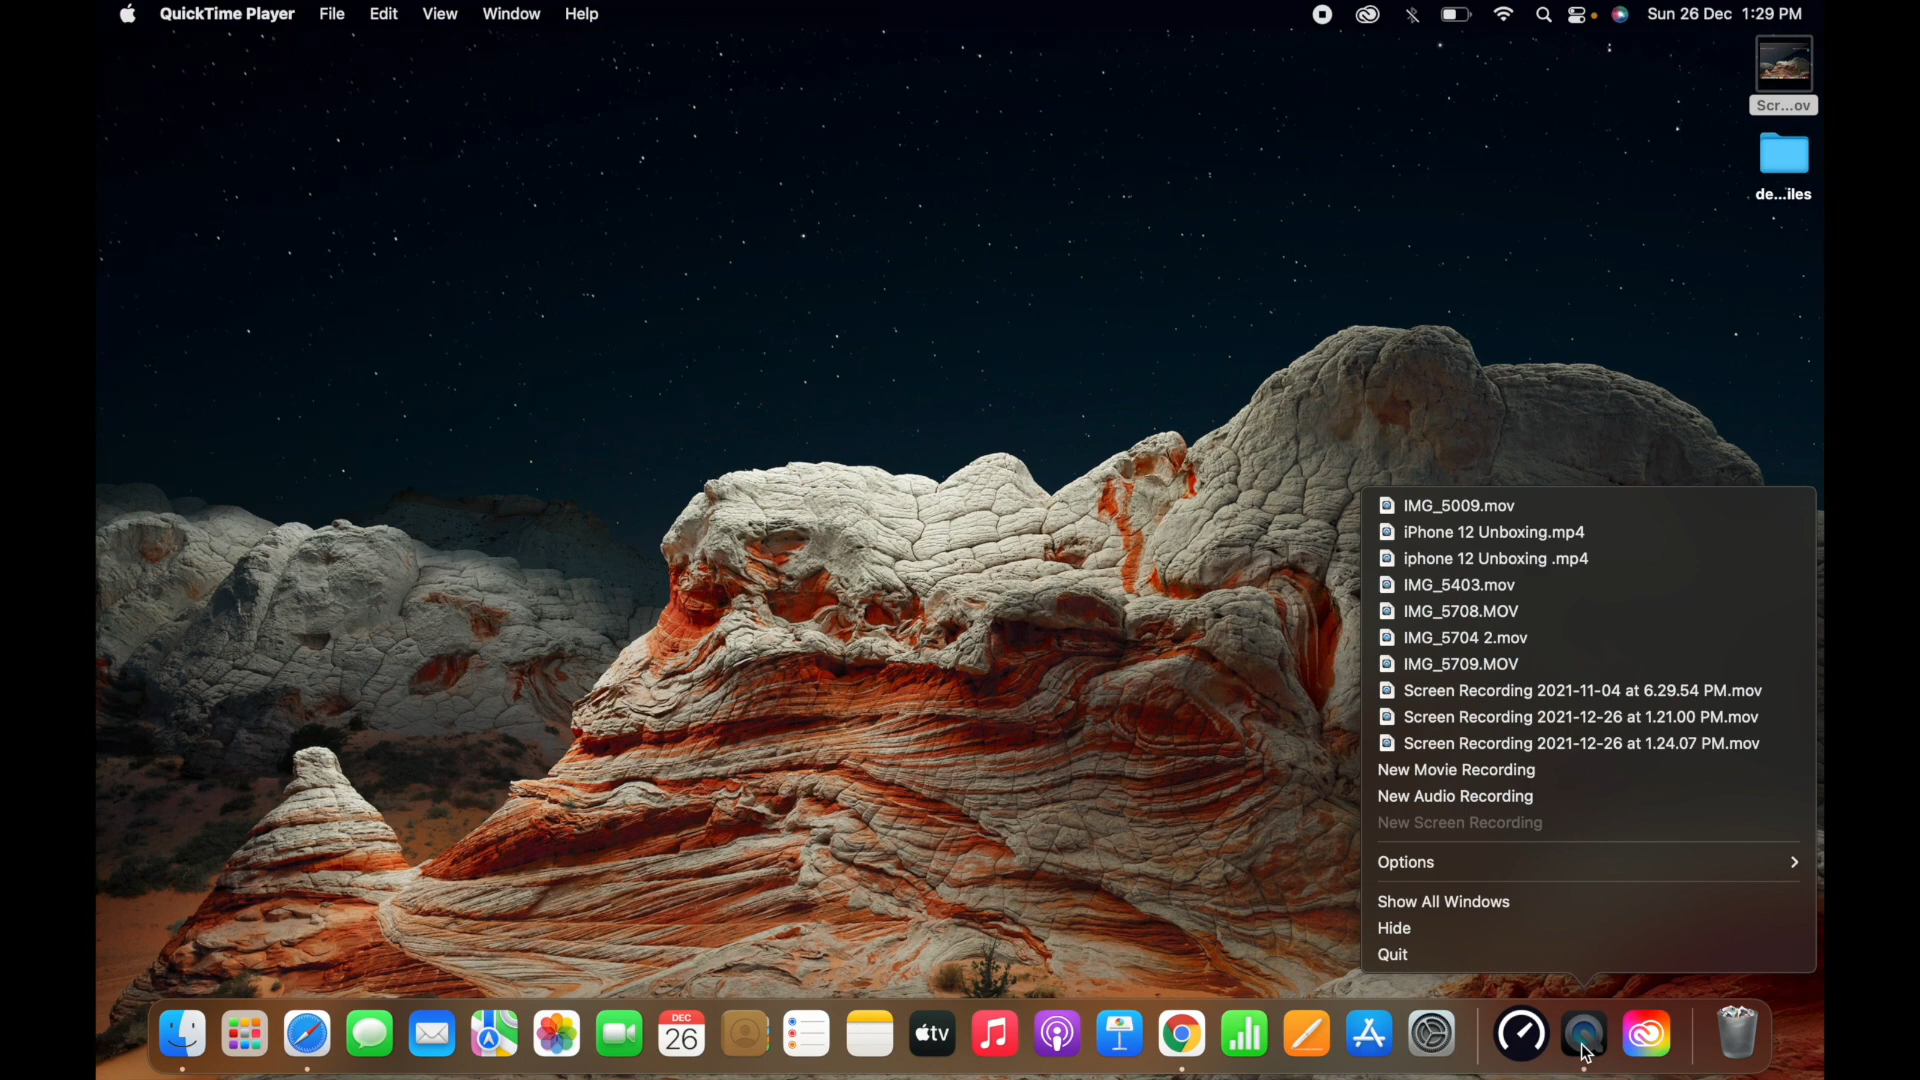 QuickTime Player File Edit View Window Help Sun 26 Dec 1:29 PM
Scr...ov
de...iles
IMG_5009.mov
iPhone 12 Unboxing.mp4
iphone 12 Unboxing .mp4
IMG_5403.mov
IMG_5708.MOV
IMG_5704 2.mov
IMG_5709.MOV
Screen Recording 2021-11-04 at 6.29.54 PM.mov
Screen Recording 2021-12-26 at 1.21.00 PM.mov
Screen Recording 2021-12-26 at 1.24.07 PM.mov
New Movie Recording
New Audio Recording
New Screen Recording
Options
Show All Windows
Hide
Quit
DEC
26
tv